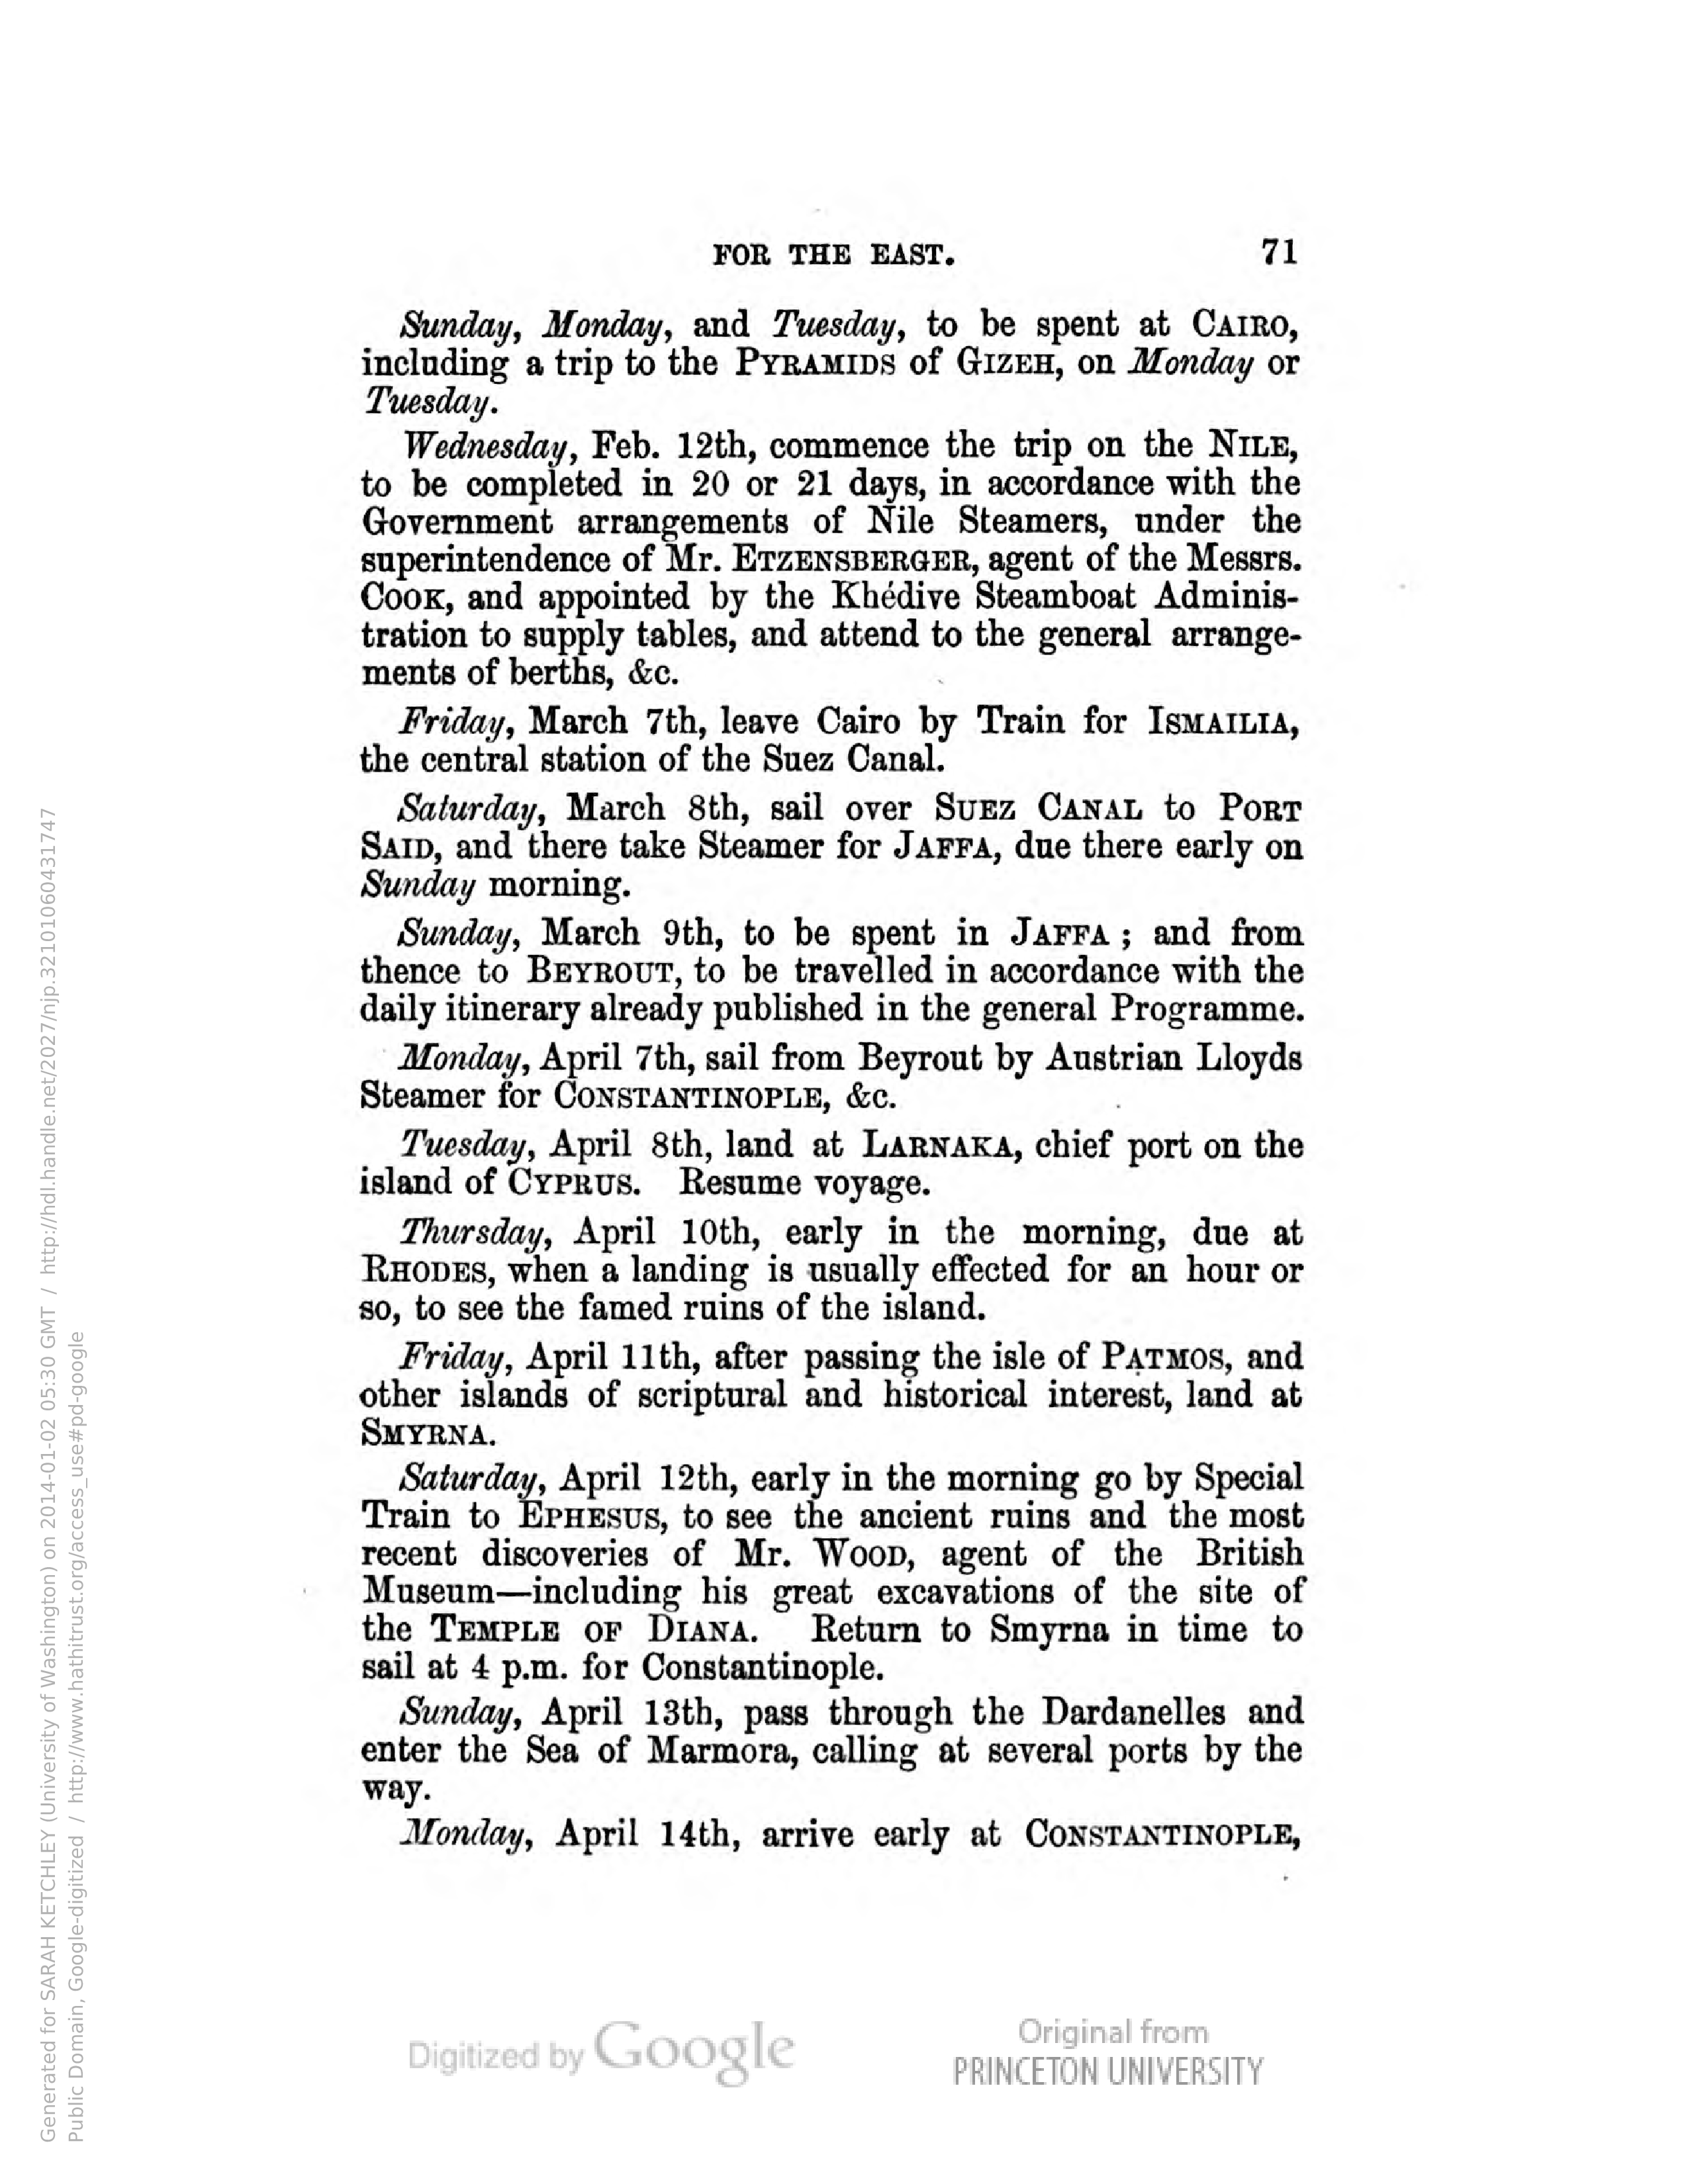 FOR THE EAST. 71
Sunday, Monday, and Tuesday, to be spent at CAIRO,
including a trip to the PYRAMIDS of GIZEH, on Monday or
Tuesday.
Wednesday, Feb. 12th, commence the trip on the NILE,
to be completed in 20 or 21 days, in accordance with the
Government arrangements of Nile Steamers, under the
superintendence of Mr. ETZENSBERGER, agent of the Messrs.
COOK, and appointed by the Khédive Steamboat Adminis-
tration to supply tables, and attend to the general arrange-
ments of berths, &c.
Friday, March 7th, leave Cairo by Train for ISMAILIA,
the central station of the Suez Canal.
Saturday, March 8th, sail over SUEZ CANAL to PORT
SAID, and there take Steamer for JAFFA, due there early on
Sunday morning.
Sunday, March 9th, to be spent in JAFFA ; and from
thence to BEYROUT, to be travelled in accordance with the
daily itinerary already published in the general Programme.
Monday, April 7th, sail from Beyrout by Austrian Lloyds
Steamer for CONSTANTINOPLE, &c.
Tuesday, April 8th, land at LARNAKA, chief port on the
island of CYPRUS. Resume voyage.
Thursday, April 10th, early in the morning, due at
RHODES, when a landing is usually effected for an hour or
so, to see the famed ruins of the island.
Friday, April 11th, after passing the isle of PATMOS, and
other islands of scriptural and historical interest, land at
SMYRNA.
Saturday, April 12th, early in the morning go by Special
Train to EPHESUS, to see the ancient ruins and the most
recent discoveries of Mr. WOOD, agent of the British
Museum—including his great excavations of the site of
the TEMPLE OF DIANA. Return to Smyrna in time to
sail at 4 p.m. for Constantinople.
Sunday, April 13th, pass through the Dardanelles and
enter the Sea of Marmora, calling at several ports by the
way.
Monday, April 14th, arrive early at CONSTANTINOPLE,
Digitized by Google
Original from
PRINCETON UNIVERSITY
Generated for SARAH KETCHLEY (University of Washington) on 2014-01-02 05:30 GMT / http://hdl.handle.net/2027/njp.32101060431747
Public Domain, Google-digitized / http://www.hathitrust.org/access_use#pd-google